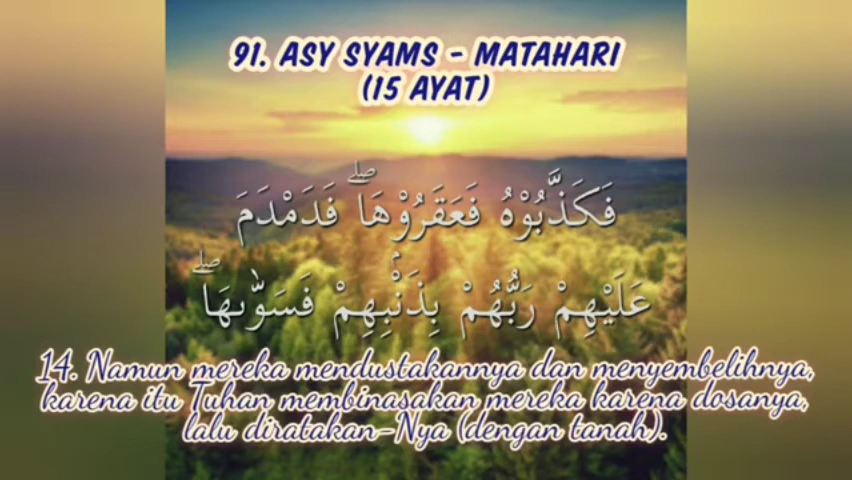 91. ASY SYAMS - MATAHARI
(15 AYAT)
فَكَذَّبُوْهُ فَعَقَرُوْهَاۖ فَدَمْدَمَ
عَلَيْهِمْ رَبُّهُمْ بِذَنْۢبِهِمْ فَسَوّٰىهَاۖ
14. Namun mereka mendustakannya dan menyembelihnya,
karena itu Tuhan membinasakan mereka karena dosanya,
lalu diratakan-Nya (dengan tanah).